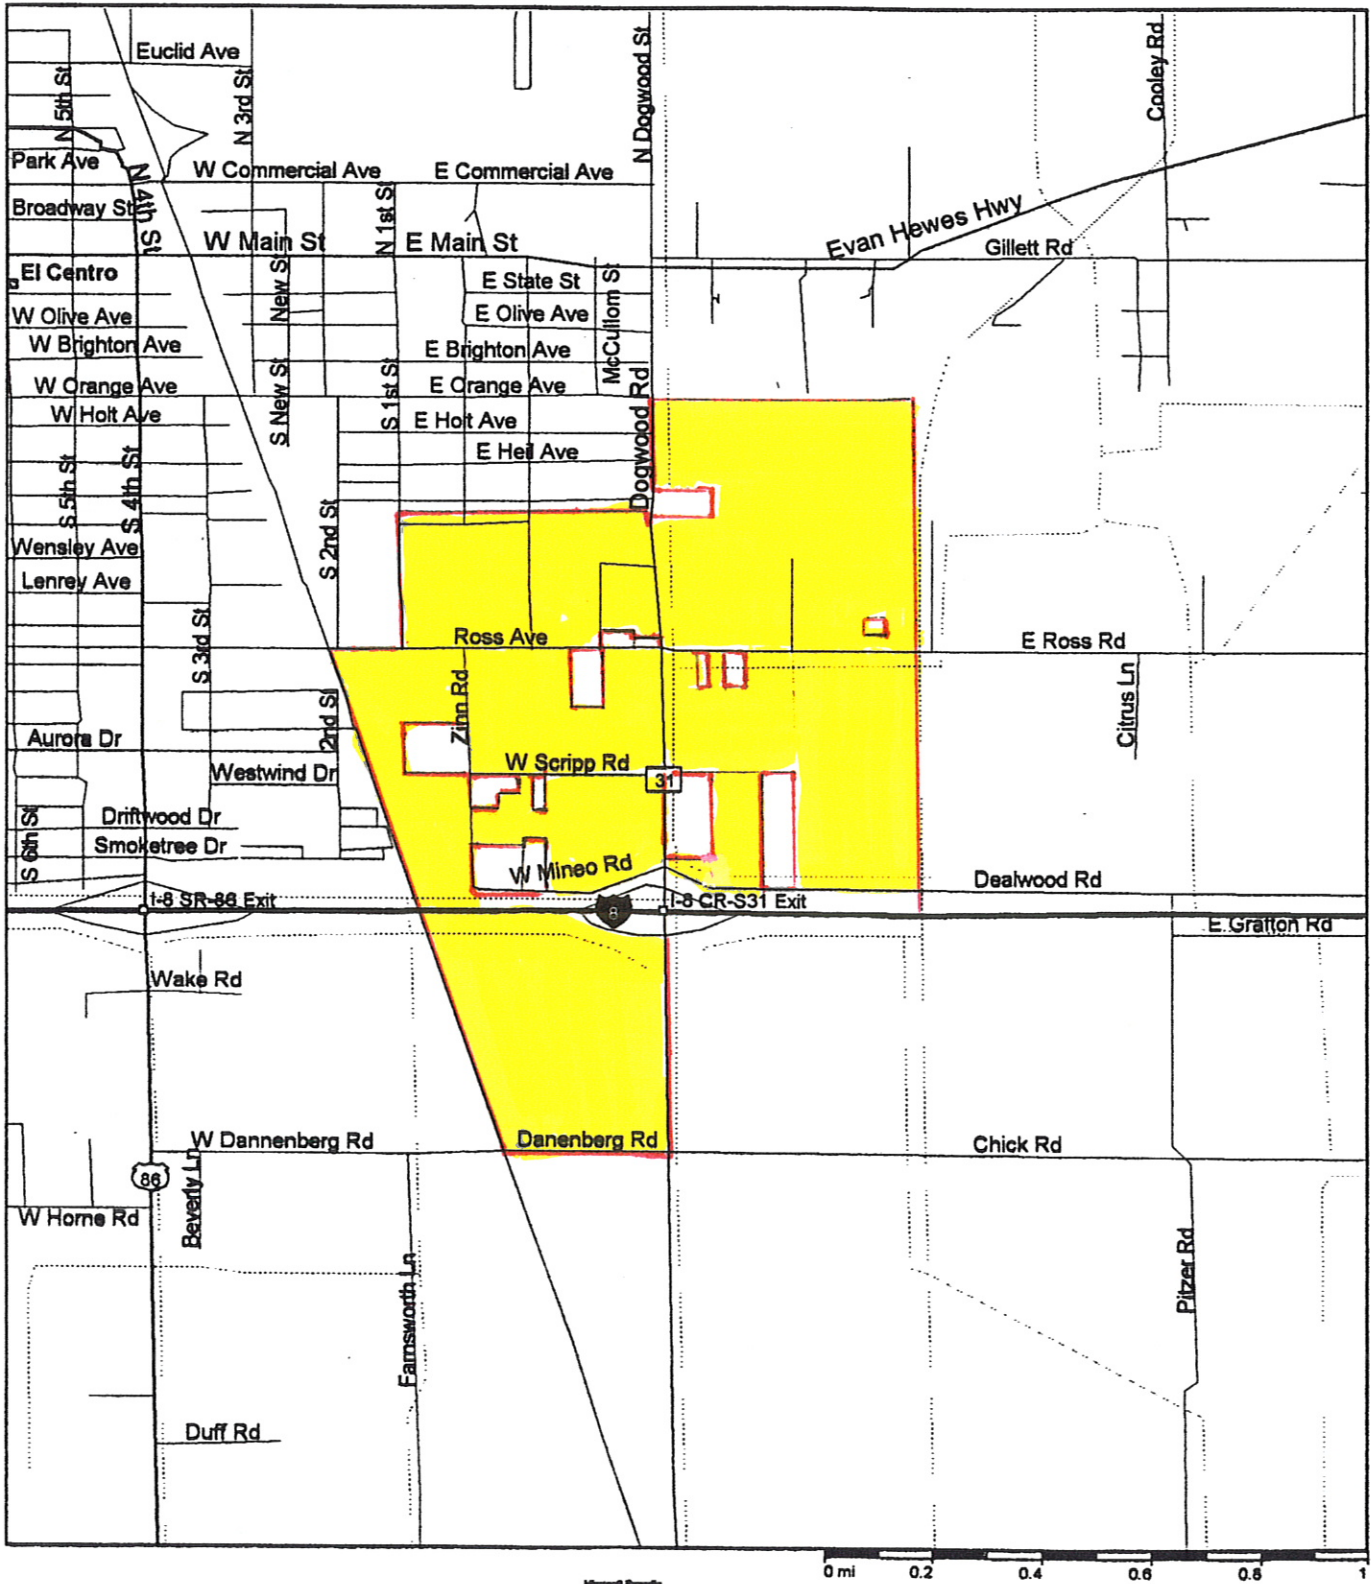 Euclid Ave
N 5th St
N 3rd St
N Dogwood St
Cooley Rd
Park Ave
N 4th St
W Commercial Ave
E Commercial Ave
Broadway St
N 1st St
W Main St
E Main St
Evan Hewes Hwy
Gillett Rd
El Centro
New St
E State St
McCullom St
W Olive Ave
E Olive Ave
W Brighton Ave
E Brighton Ave
W Orange Ave
E Orange Ave
W Holt Ave
S New St
S 1st St
E Holt Ave
Dogwood Rd
E Heil Ave
S 5th St
S 4th St
S 2nd St
Wensley Ave
Lenrey Ave
S 3rd St
Ross Ave
E Ross Rd
Zinn Rd
Citrus Ln
2nd St
Aurora Dr
W Scripp Rd
Westwind Dr
31
Driftwood Dr
S 6th St
Smoketree Dr
W Mineo Rd
Dealwood Rd
I-8 SR-86 Exit
8
I-8 CR-S31 Exit
E Gratton Rd
Wake Rd
W Dannenberg Rd
Danenberg Rd
Chick Rd
86
Beverly Ln
W Horne Rd
Farnsworth Ln
Pitzer Rd
Duff Rd
0 mi 0.2 0.4 0.6 0.8 1